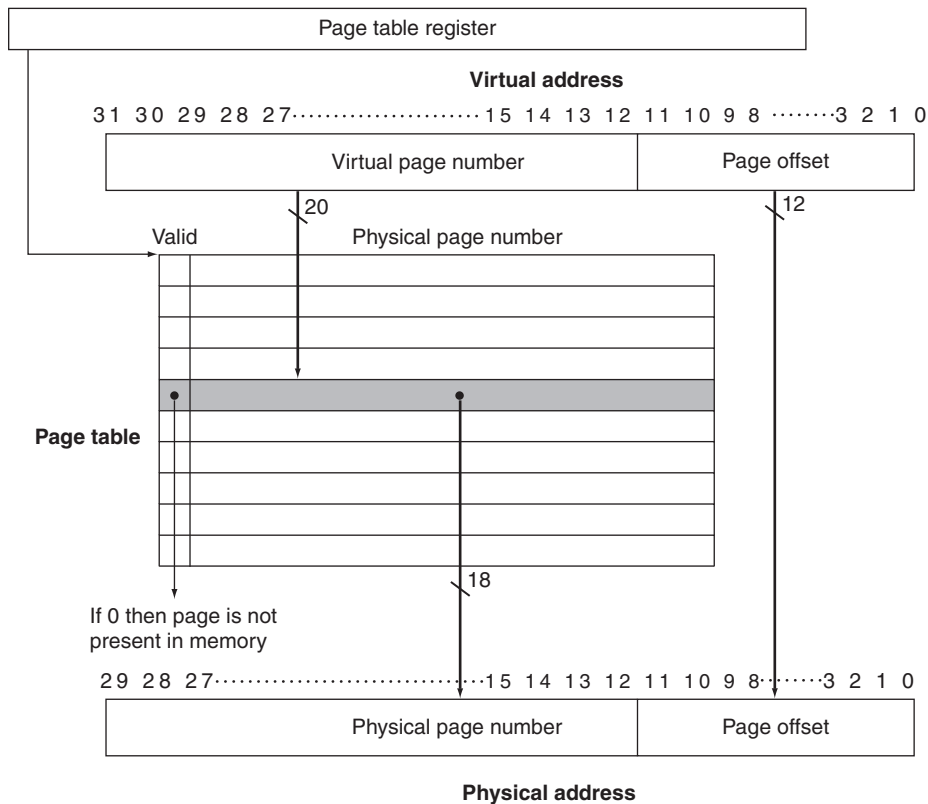 Page table register
Virtual address
31 30 29 28 27·····················15 14 13 12 11 10 9 8 ········3 2 1 0
Virtual page number
Page offset
20
12
Valid
Physical page number
Page table
18
If 0 then page is not
present in memory
29 28 27······························15 14 13 12 11 10 9 8········3 2 1 0
Physical page number
Page offset
Physical address